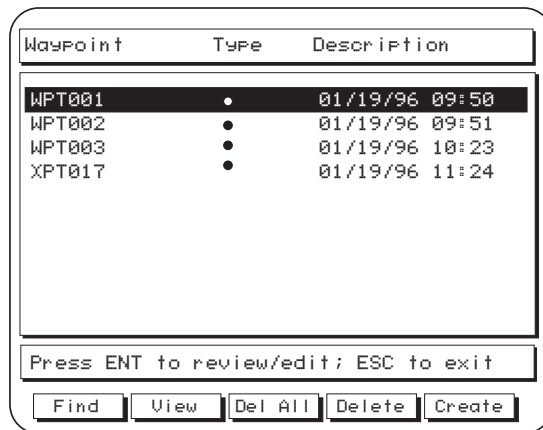 Waypoint Type Description
WPT001 • 01/19/96 09:50
WPT002 • 01/19/96 09:51
WPT003 • 01/19/96 10:23
XPT017 • 01/19/96 11:24
Press ENT to review/edit; ESC to exit
Find View Del All Delete Create